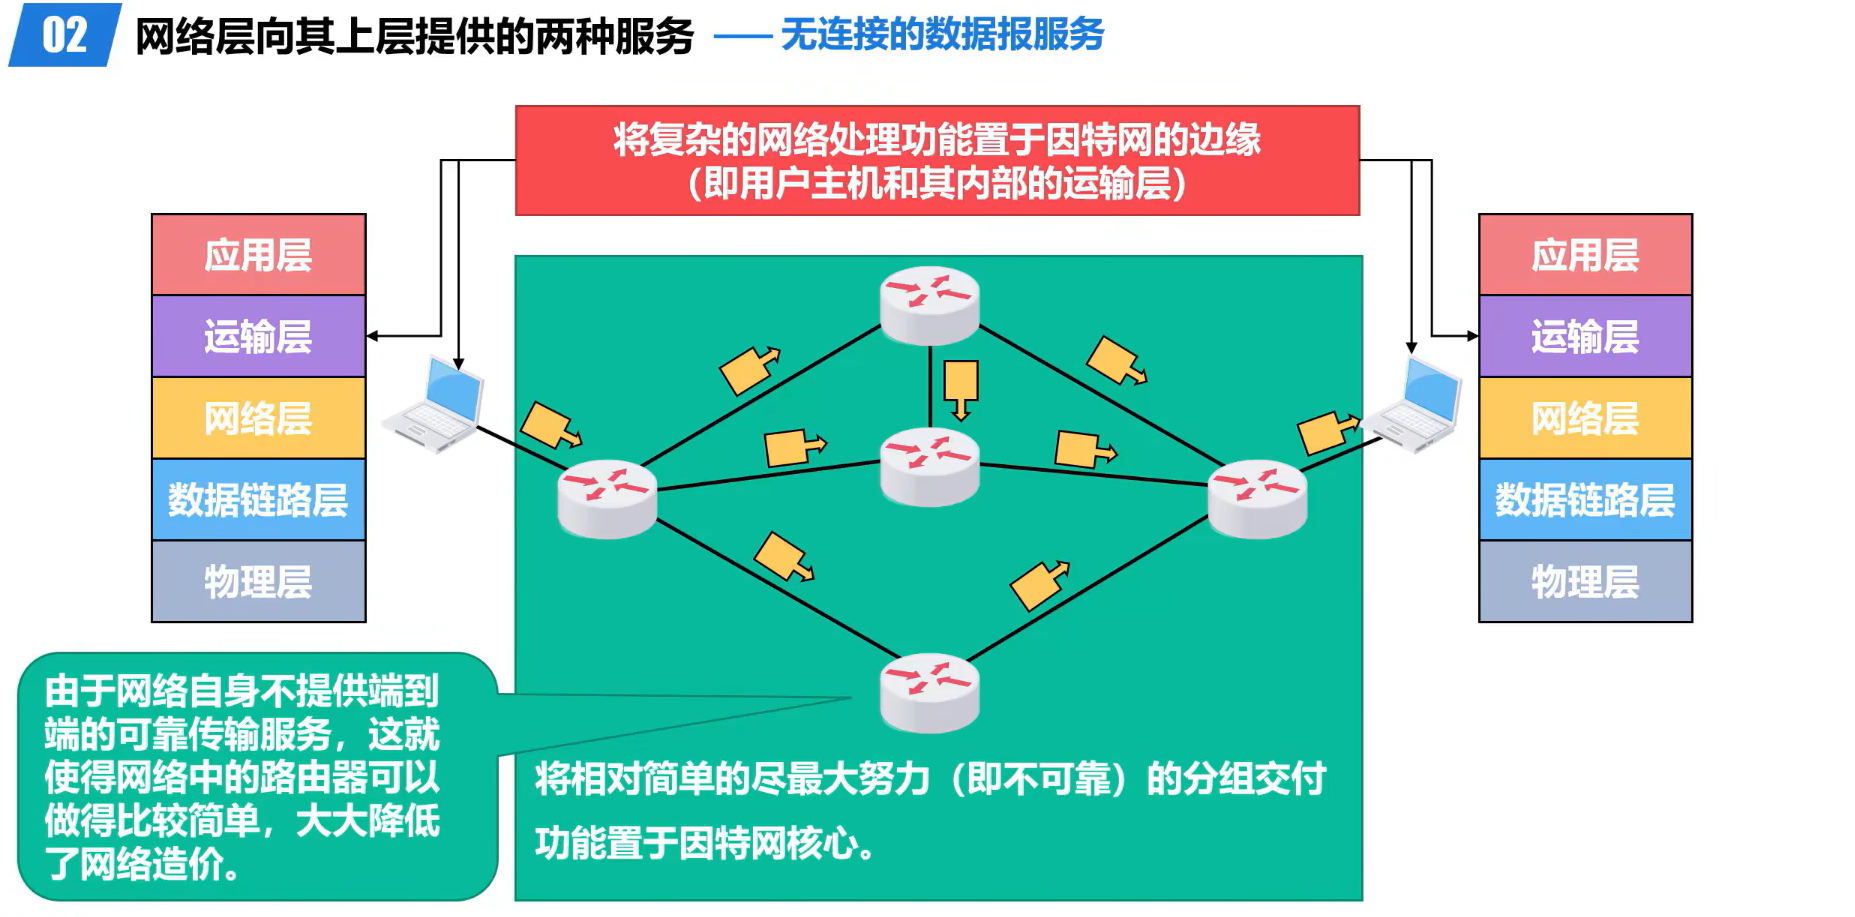 02 网络层向其上层提供的两种服务 —— 无连接的数据报服务
将复杂的网络处理功能置于因特网的边缘
（即用户主机和其内部的运输层）
应用层
运输层
网络层
数据链路层
物理层
应用层
运输层
网络层
数据链路层
物理层
由于网络自身不提供端到
端的可靠传输服务，这就
使得网络中的路由器可以
做得比较简单，大大降低
了网络造价。
将相对简单的尽最大努力（即不可靠）的分组交付
功能置于因特网核心。